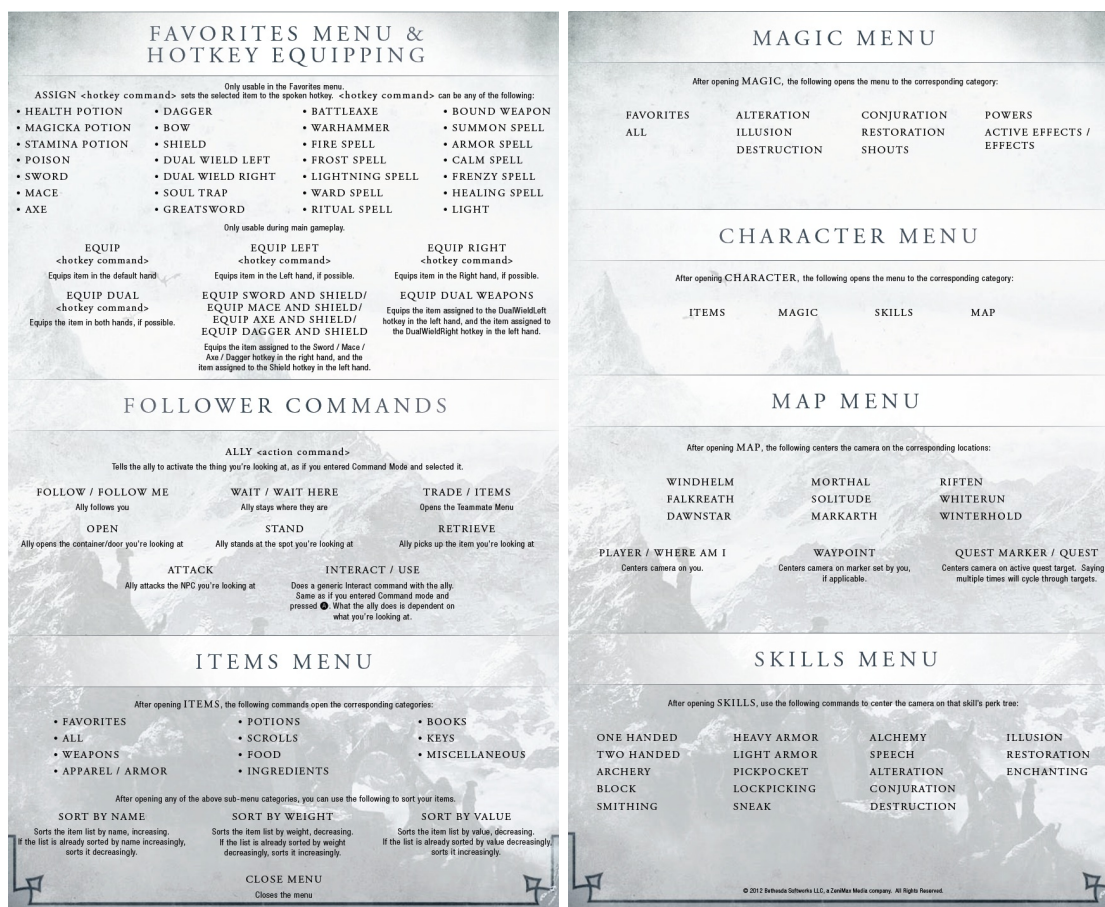 FAVORITES MENU &
HOTKEY EQUIPPING
Only usable in the Favorites menu.
ASSIGN <hotkey command> sets the selected item to the spoken hotkey. <hotkey command> can be any of the following:
• HEALTH POTION
• MAGICKA POTION
• STAMINA POTION
• POISON
• SWORD
• MACE
• AXE
• DAGGER
• BOW
• SHIELD
• DUAL WIELD LEFT
• DUAL WIELD RIGHT
• SOUL TRAP
• GREATSWORD
• BATTLEAXE
• WARHAMMER
• FIRE SPELL
• FROST SPELL
• LIGHTNING SPELL
• WARD SPELL
• RITUAL SPELL
• BOUND WEAPON
• SUMMON SPELL
• ARMOR SPELL
• CALM SPELL
• FRENZY SPELL
• HEALING SPELL
• LIGHT
Only usable during main gameplay.
EQUIP
<hotkey command>
Equips item in the default hand
EQUIP LEFT
<hotkey command>
Equips item in the Left hand, if possible.
EQUIP RIGHT
<hotkey command>
Equips item in the Right hand, if possible.
EQUIP DUAL
<hotkey command>
Equips the item in both hands, if possible.
EQUIP SWORD AND SHIELD/
EQUIP MACE AND SHIELD/
EQUIP AXE AND SHIELD/
EQUIP DAGGER AND SHIELD
Equips the item assigned to the Sword / Mace /
Axe / Dagger hotkey in the right hand, and the
item assigned to the Shield hotkey in the left hand.
EQUIP DUAL WEAPONS
Equips the item assigned to the DualWieldLeft
hotkey in the left hand, and the item assigned to
the DualWieldRight hotkey in the left hand.
FOLLOWER COMMANDS
ALLY <action command>
Tells the ally to activate the thing you're looking at, as if you entered Command Mode and selected it.
FOLLOW / FOLLOW ME
Ally follows you
WAIT / WAIT HERE
Ally stays where they are
TRADE / ITEMS
Opens the Teammate Menu
OPEN
Ally opens the container/door you're looking at
STAND
Ally stands at the spot you're looking at
RETRIEVE
Ally picks up the item you're looking at
ATTACK
Ally attacks the NPC you're looking at
INTERACT / USE
Does a generic Interact command with the ally.
Same as if you entered Command mode and
pressed A. What the ally does is dependent on
what you're looking at.
ITEMS MENU
After opening ITEMS, the following commands open the corresponding categories:
• FAVORITES
• ALL
• WEAPONS
• APPAREL / ARMOR
• POTIONS
• SCROLLS
• FOOD
• INGREDIENTS
• BOOKS
• KEYS
• MISCELLANEOUS
After opening any of the above sub-menu categories, you can use the following to sort your items.
SORT BY NAME
Sorts the item list by name, increasing.
If the list is already sorted by name increasingly,
sorts it decreasingly.
SORT BY WEIGHT
Sorts the item list by weight, decreasing.
If the list is already sorted by weight
decreasingly, sorts it increasingly.
SORT BY VALUE
Sorts the item list by value, decreasing.
If the list is already sorted by value decreasingly,
sorts it increasingly.
CLOSE MENU
Closes the menu
MAGIC MENU
After opening MAGIC, the following opens the menu to the corresponding category:
FAVORITES
ALL
ALTERATION
ILLUSION
DESTRUCTION
CONJURATION
RESTORATION
SHOUTS
POWERS
ACTIVE EFFECTS /
EFFECTS
CHARACTER MENU
After opening CHARACTER, the following opens the menu to the corresponding category:
ITEMS
MAGIC
SKILLS
MAP
MAP MENU
After opening MAP, the following centers the camera on the corresponding locations:
WINDHELM
FALKREATH
DAWNSTAR
MORTHAL
SOLITUDE
MARKARTH
RIFTEN
WHITERUN
WINTERHOLD
PLAYER / WHERE AM I
Centers camera on you.
WAYPOINT
Centers camera on marker set by you,
if applicable.
QUEST MARKER / QUEST
Centers camera on active quest target. Saying
multiple times will cycle through targets.
SKILLS MENU
After opening SKILLS, use the following commands to center the camera on that skill's perk tree:
ONE HANDED
TWO HANDED
ARCHERY
BLOCK
SMITHING
HEAVY ARMOR
LIGHT ARMOR
PICKPOCKET
LOCKPICKING
SNEAK
ALCHEMY
SPEECH
ALTERATION
CONJURATION
DESTRUCTION
ILLUSION
RESTORATION
ENCHANTING
© 2012 Bethesda Softworks LLC, a ZeniMax Media company. All Rights Reserved.